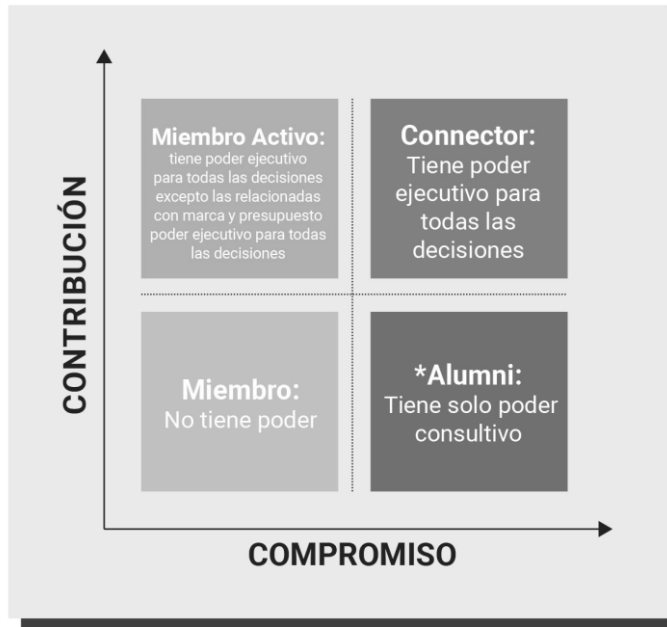 CONTRIBUCIÓN
Miembro Activo:
tiene poder ejecutivo
para todas las decisiones
excepto las relacionadas
con marca y presupuesto
poder ejecutivo para todas
las decisiones
Connector:
Tiene poder
ejecutivo para
todas las
decisiones
Miembro:
No tiene poder
*Alumni:
Tiene solo poder
consultivo
COMPROMISO